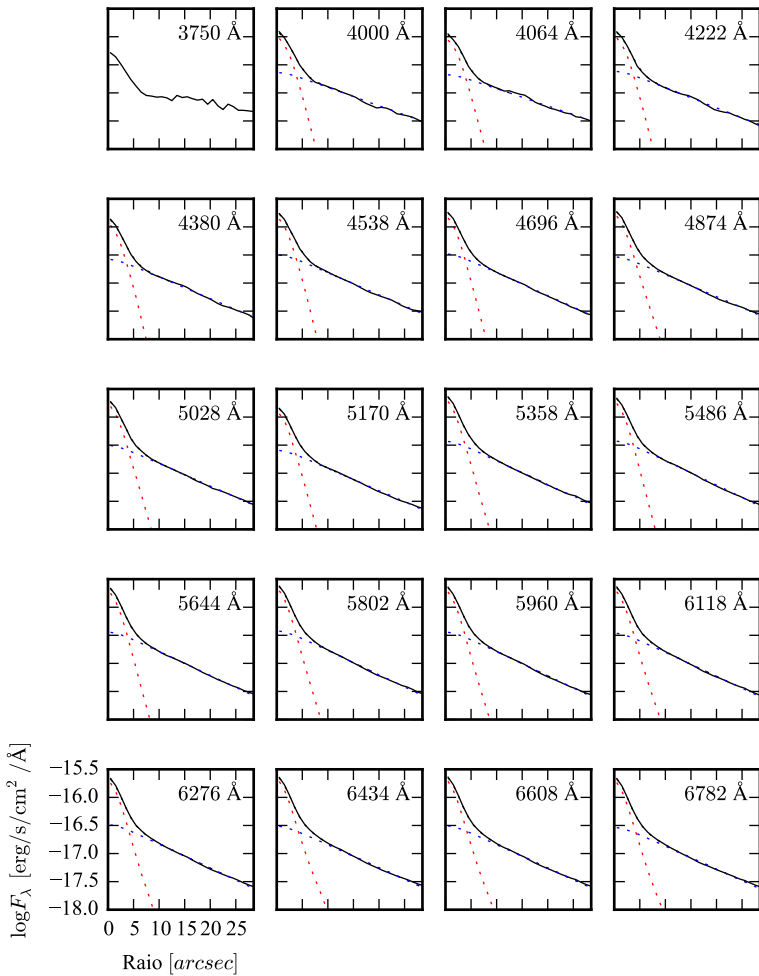 3750 Å
4000 Å
4064 Å
4222 Å
4380 Å
4538 Å
4696 Å
4874 Å
5028 Å
5170 Å
5358 Å
5486 Å
5644 Å
5802 Å
5960 Å
6118 Å
6276 Å
6434 Å
6608 Å
6782 Å
−15.5
−16.0
−16.5
−17.0
−17.5
−18.0
logFλ [erg/s/cm² /Å]
0 5 10 15 20 25
Raio [arcsec]